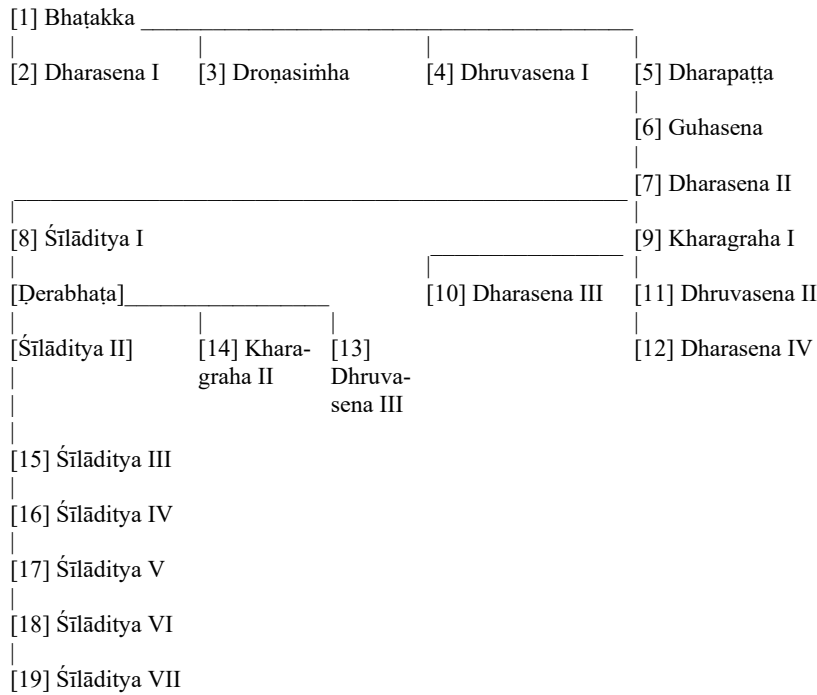 [1] Bhaṭakka
[2] Dharasena I [3] Droṇasiṁha [4] Dhruvasena I [5] Dharapaṭṭa
[6] Guhasena
[7] Dharasena II
[8] Śīlāditya I [9] Kharagraha I
[Ḍerabhaṭa] [10] Dharasena III [11] Dhruvasena II
[Śīlāditya II] [14] Khara- [13] [12] Dharasena IV
graha II Dhruva-
sena III
[15] Śīlāditya III
[16] Śīlāditya IV
[17] Śīlāditya V
[18] Śīlāditya VI
[19] Śīlāditya VII